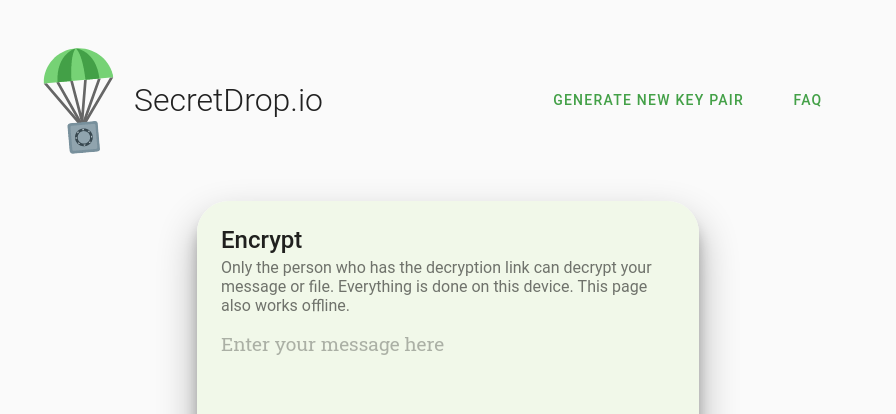 SecretDrop.io
GENERATE NEW KEY PAIR
FAQ
Encrypt
Only the person who has the decryption link can decrypt your
message or file. Everything is done on this device. This page
also works offline.
Enter your message here